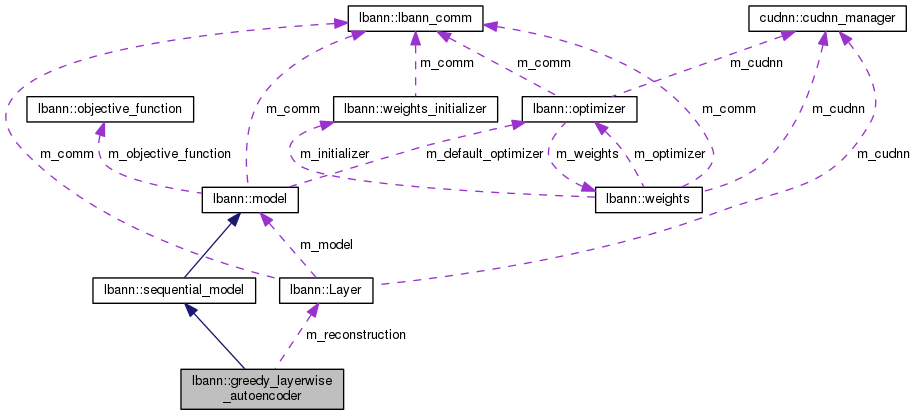 lbann::lbann_comm
cudnn::cudnn_manager
m_comm
m_comm
m_cudnn
lbann::objective_function
lbann::weights_initializer
lbann::optimizer
m_comm
m_comm
m_cudnn
m_comm
m_objective_function
m_initializer
m_default_optimizer
m_weights
m_optimizer
m_cudnn
lbann::model
lbann::weights
m_model
lbann::sequential_model
lbann::Layer
m_reconstruction
lbann::greedy_layerwise
_autoencoder